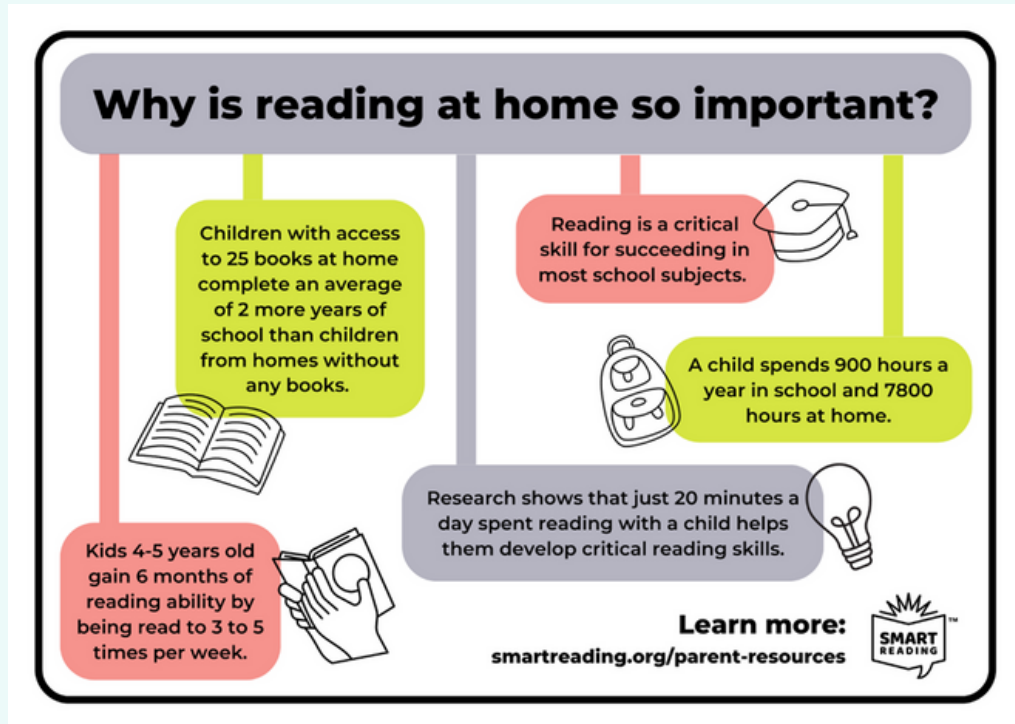 Why is reading at home so important?
Children with access
to 25 books at home
complete an average
of 2 more years of
school than children
from homes without
any books.
Reading is a critical
skill for succeeding in
most school subjects.
A child spends 900 hours a
year in school and 7800
hours at home.
Research shows that just 20 minutes a
day spent reading with a child helps
them develop critical reading skills.
Kids 4-5 years old
gain 6 months of
reading ability by
being read to 3 to 5
times per week.
Learn more:
smartreading.org/parent-resources
SMART
READING
™